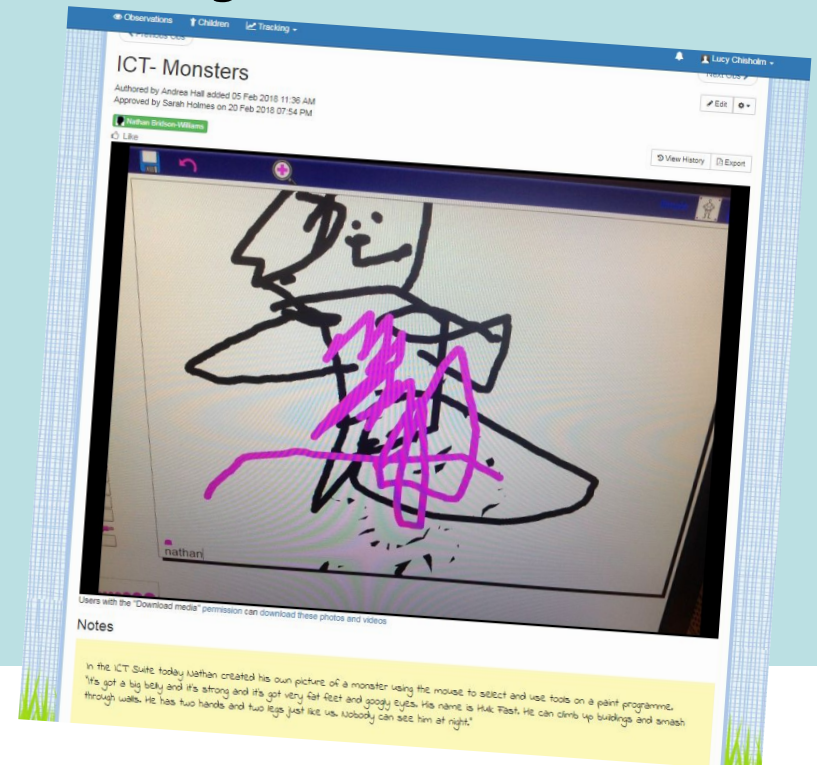 Observations Children Tracking
Lucy Chisholm
Previous Obs
Next Obs
ICT- Monsters
Authored by Andrea Hall added 05 Feb 2018 11:36 AM
Approved by Sarah Holmes on 20 Feb 2018 07:54 PM
Edit
Nathan Bridson-Williams
Like
View History Export
nathan
Users with the "Download media" permission can download these photos and videos
Notes
In the ICT Suite today Nathan created his own picture of a monster using the mouse to select and use tools on a paint programme.
"It's got a big belly and it's strong and it's got very fat feet and googly eyes. His name is Hulk Fast. He can climb up buildings and smash
through walls. He has two hands and two legs just like us. Nobody can see him at night."